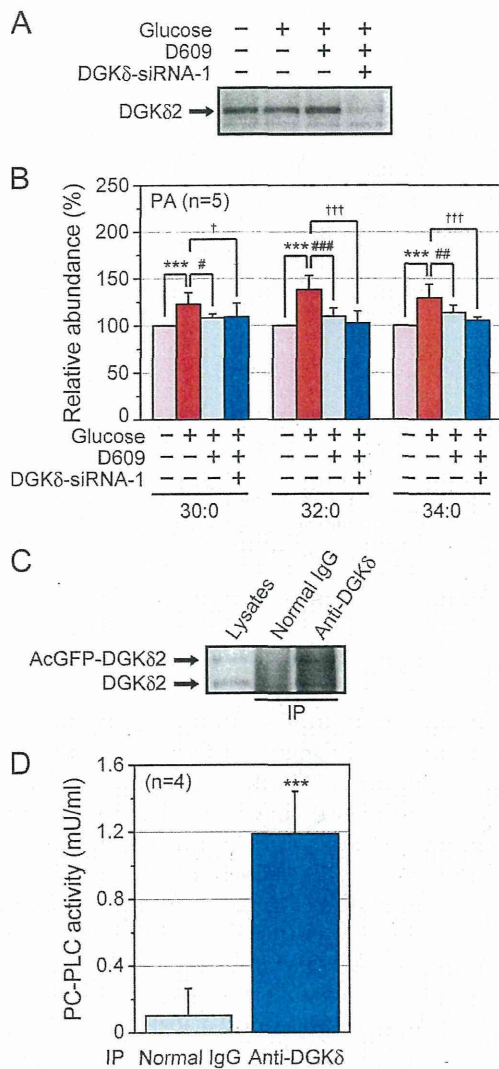 A
Glucose − + + +
D609 − − + +
DGKδ-siRNA-1 − − − +
DGKδ2
B
PA (n=5)
Relative abundance (%)
250
200
150
100
50
0
*** # †
*** ### †††
*** ## †††
Glucose − + + + − + + + − + + +
D609 − − + + − − + + − − + +
DGKδ-siRNA-1 − − − + − − − + − − − +
30:0 32:0 34:0
C
Lysates
Normal IgG
Anti-DGKδ
AcGFP-DGKδ2
DGKδ2
IP
D
(n=4)
***
PC-PLC activity (mU/ml)
1.6
1.2
0.8
0.4
0
IP Normal IgG Anti-DGKδ